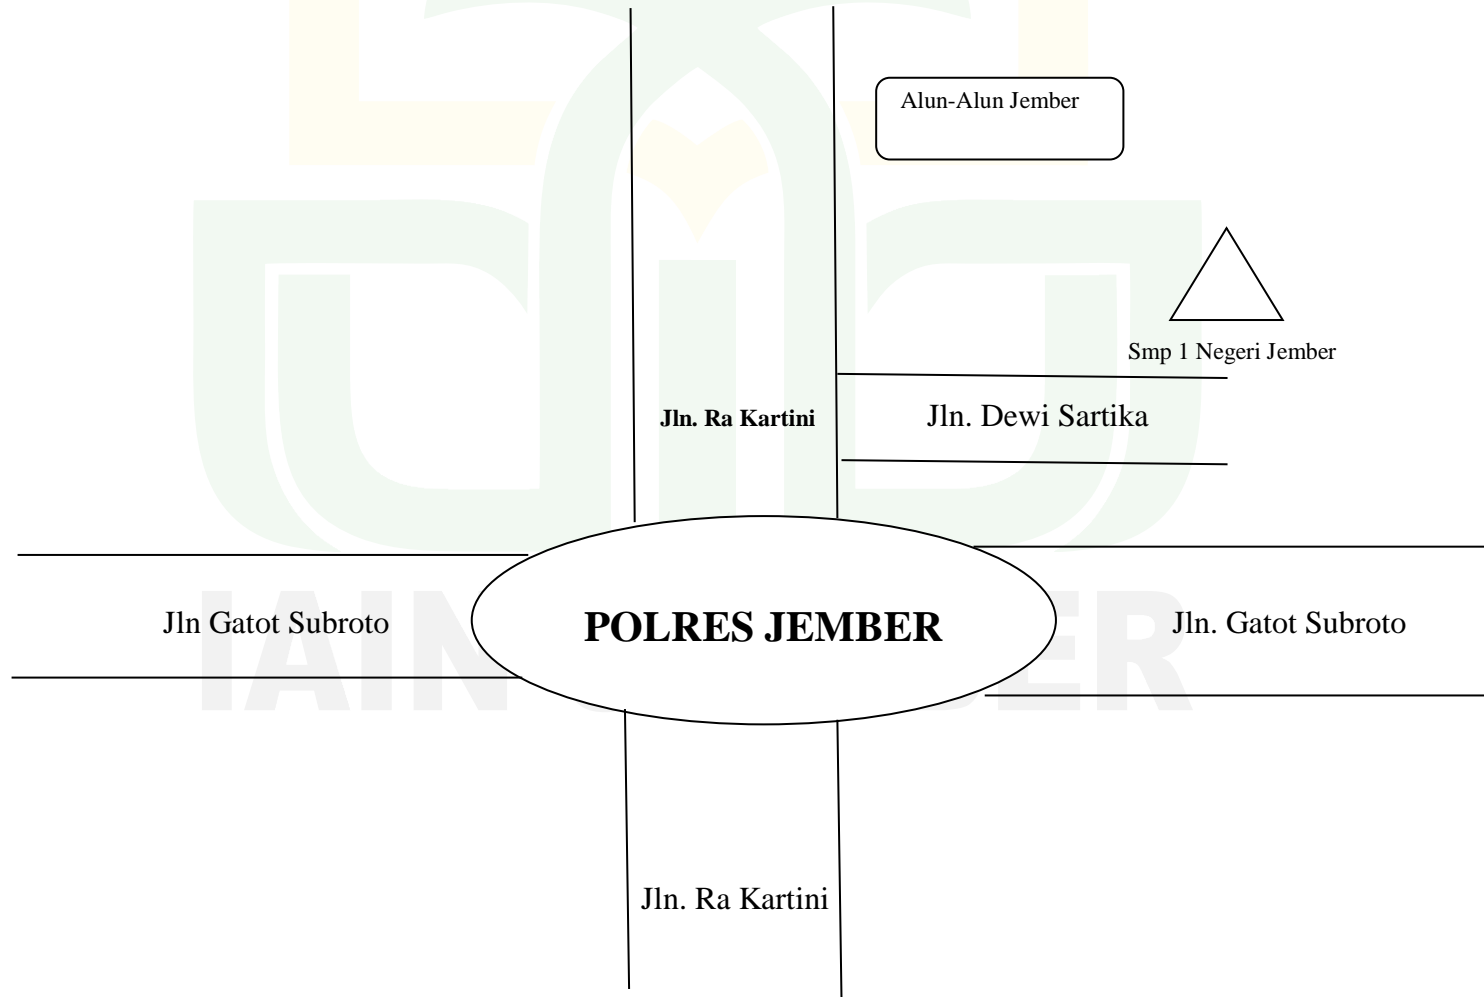 Alun-Alun Jember
Smp 1 Negeri Jember
Jln. Ra Kartini
Jln. Dewi Sartika
Jln Gatot Subroto
POLRES JEMBER
Jln. Gatot Subroto
Jln. Ra Kartini